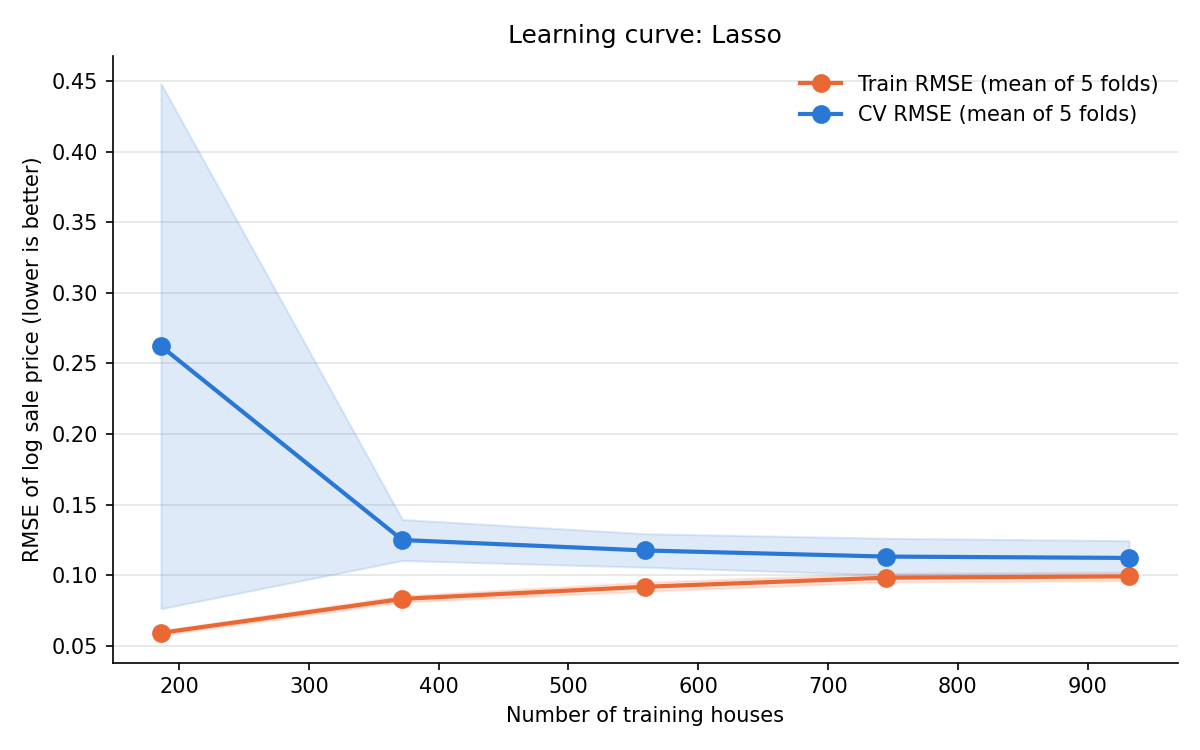 Learning curve: Lasso
Train RMSE (mean of 5 folds)
CV RMSE (mean of 5 folds)
RMSE of log sale price (lower is better)
0.45
0.40
0.35
0.30
0.25
0.20
0.15
0.10
0.05
200 300 400 500 600 700 800 900
Number of training houses